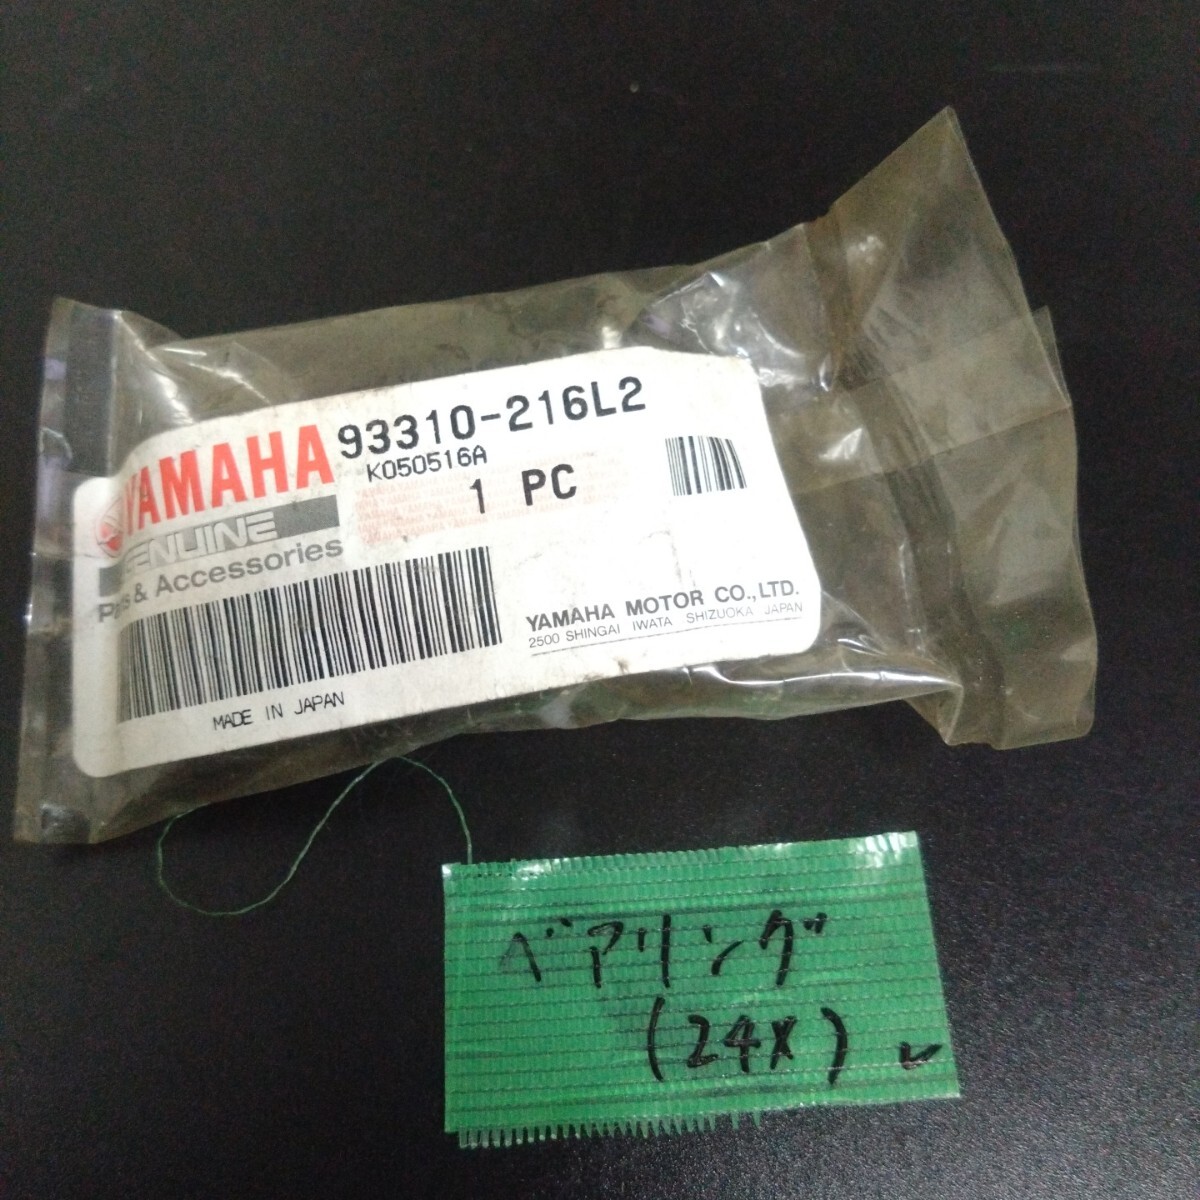 YAMAHA
93310-216L2
K050516A
1 PC
GENUINE
Parts & Accessories
YAMAHA MOTOR CO.,LTD.
2500 SHINGAI IWATA SHIZUOKA JAPAN
MADE IN JAPAN
ベアリング
(24X)